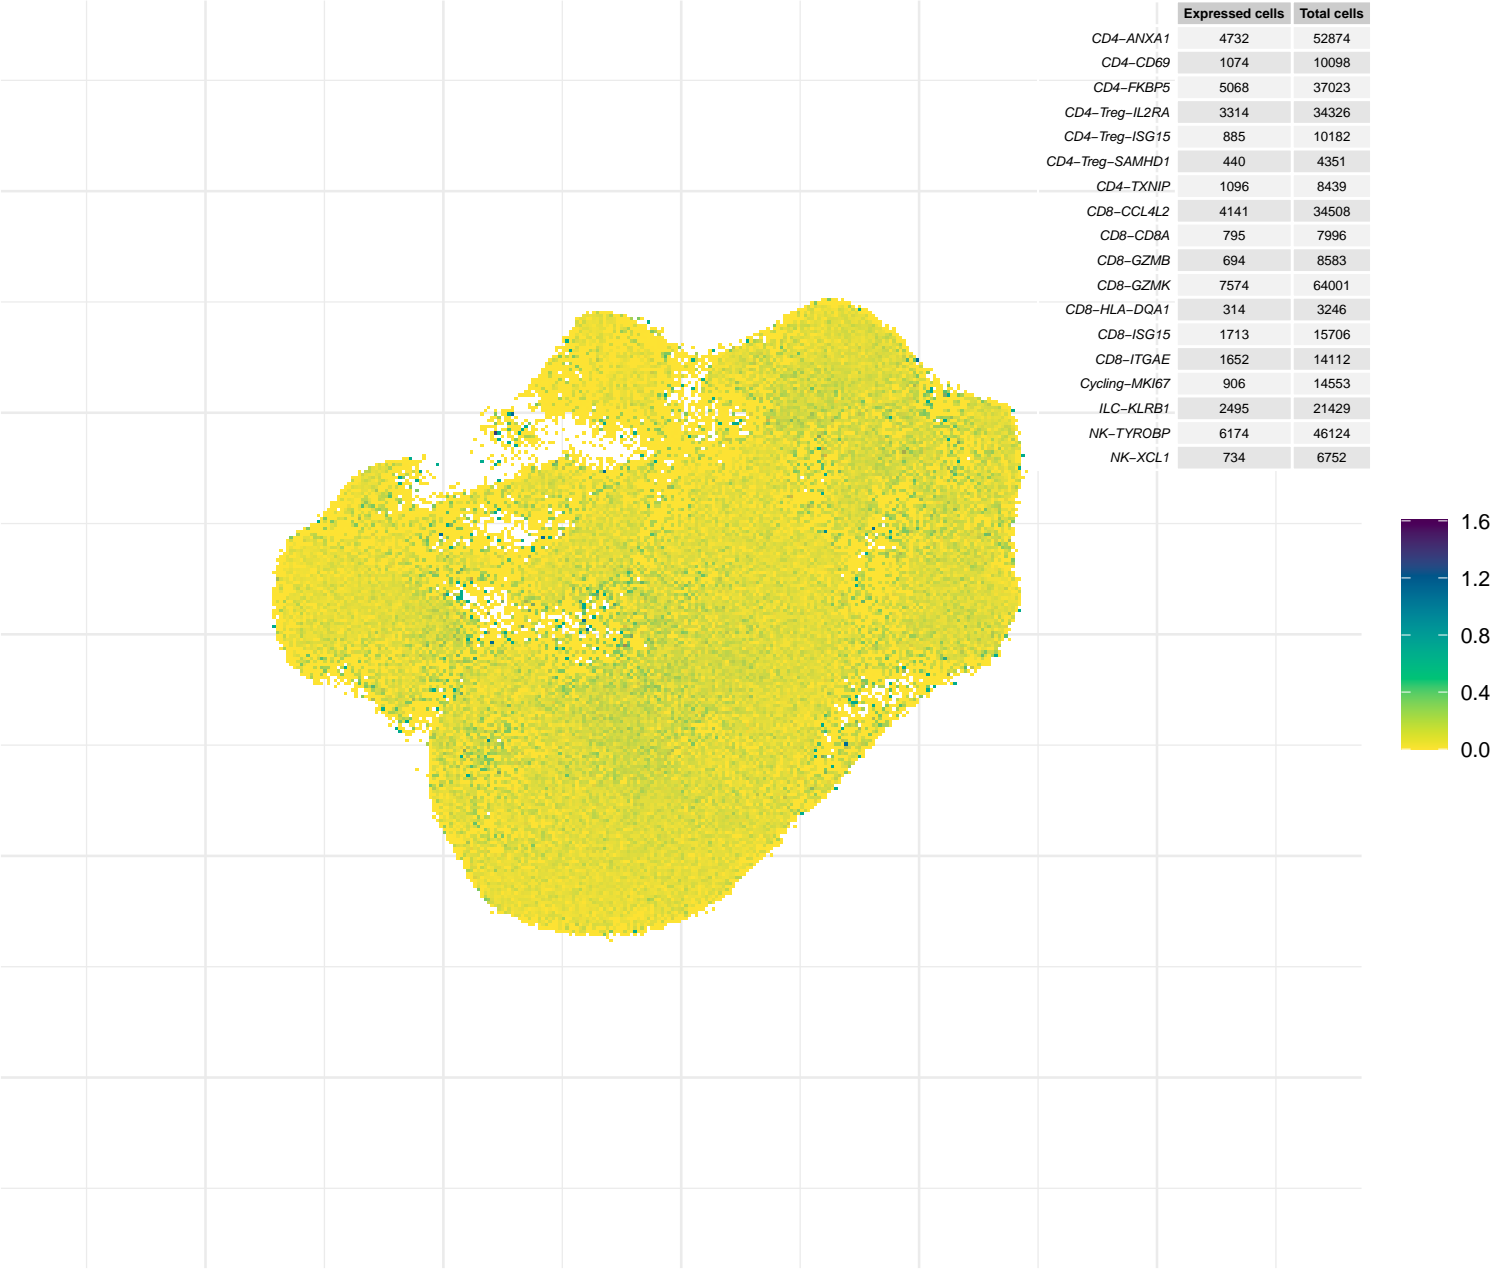 Expressed cells Total cells
CD4−ANXA1 4732 52874
CD4−CD69 1074 10098
CD4−FKBP5 5068 37023
CD4−Treg−IL2RA 3314 34326
CD4−Treg−ISG15 885 10182
CD4−Treg−SAMHD1 440 4351
CD4−TXNIP 1096 8439
CD8−CCL4L2 4141 34508
CD8−CD8A 795 7996
CD8−GZMB 694 8583
CD8−GZMK 7574 64001
CD8−HLA−DQA1 314 3246
CD8−ISG15 1713 15706
CD8−ITGAE 1652 14112
Cycling−MKI67 906 14553
ILC−KLRB1 2495 21429
NK−TYROBP 6174 46124
NK−XCL1 734 6752
1.6
1.2
0.8
0.4
0.0